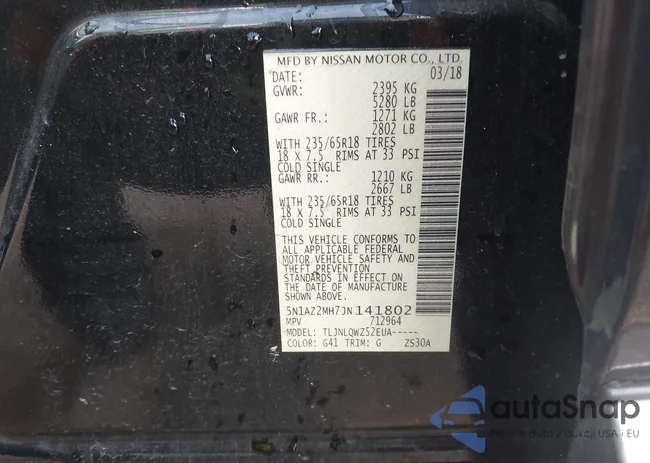 MFD BY NISSAN MOTOR CO., LTD.
DATE: 03/18
GVWR: 2395 KG
5280 LB
GAWR FR.: 1271 KG
2802 LB
WITH 235/65R18 TIRES
18 X 7.5 RIMS AT 33 PSI
COLD SINGLE
GAWR RR.: 1210 KG
2667 LB
WITH 235/65R18 TIRES
18 X 7.5 RIMS AT 33 PSI
COLD SINGLE
THIS VEHICLE CONFORMS TO
ALL APPLICABLE FEDERAL
MOTOR VEHICLE SAFETY AND
THEFT PREVENTION
STANDARDS IN EFFECT ON
THE DATE OF MANUFACTURE
SHOWN ABOVE.
5N1AZ2MH7JN141802
MPV 712964
MODEL: TLJNLQWZ52EUA-----
COLOR: G41 TRIM: G ZS30A
autaSnap
z aukcji USA i EU